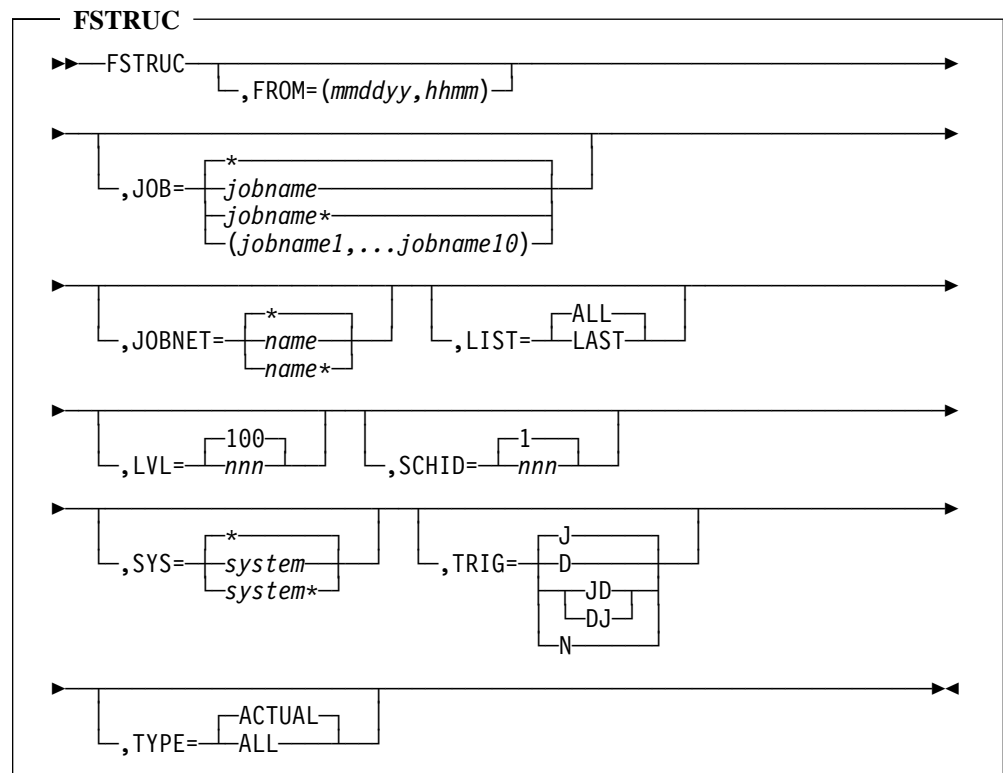 FSTRUC
FSTRUC
,FROM=(mmddyy,hhmm)
*
,JOB= jobname
jobname*
(jobname1,...jobname10)
* ALL
,JOBNET= name ,LIST= LAST
name*
100 1
,LVL= nnn ,SCHID= nnn
* J
,SYS= system ,TRIG= D
system* JD
DJ
N
ACTUAL
,TYPE= ALL